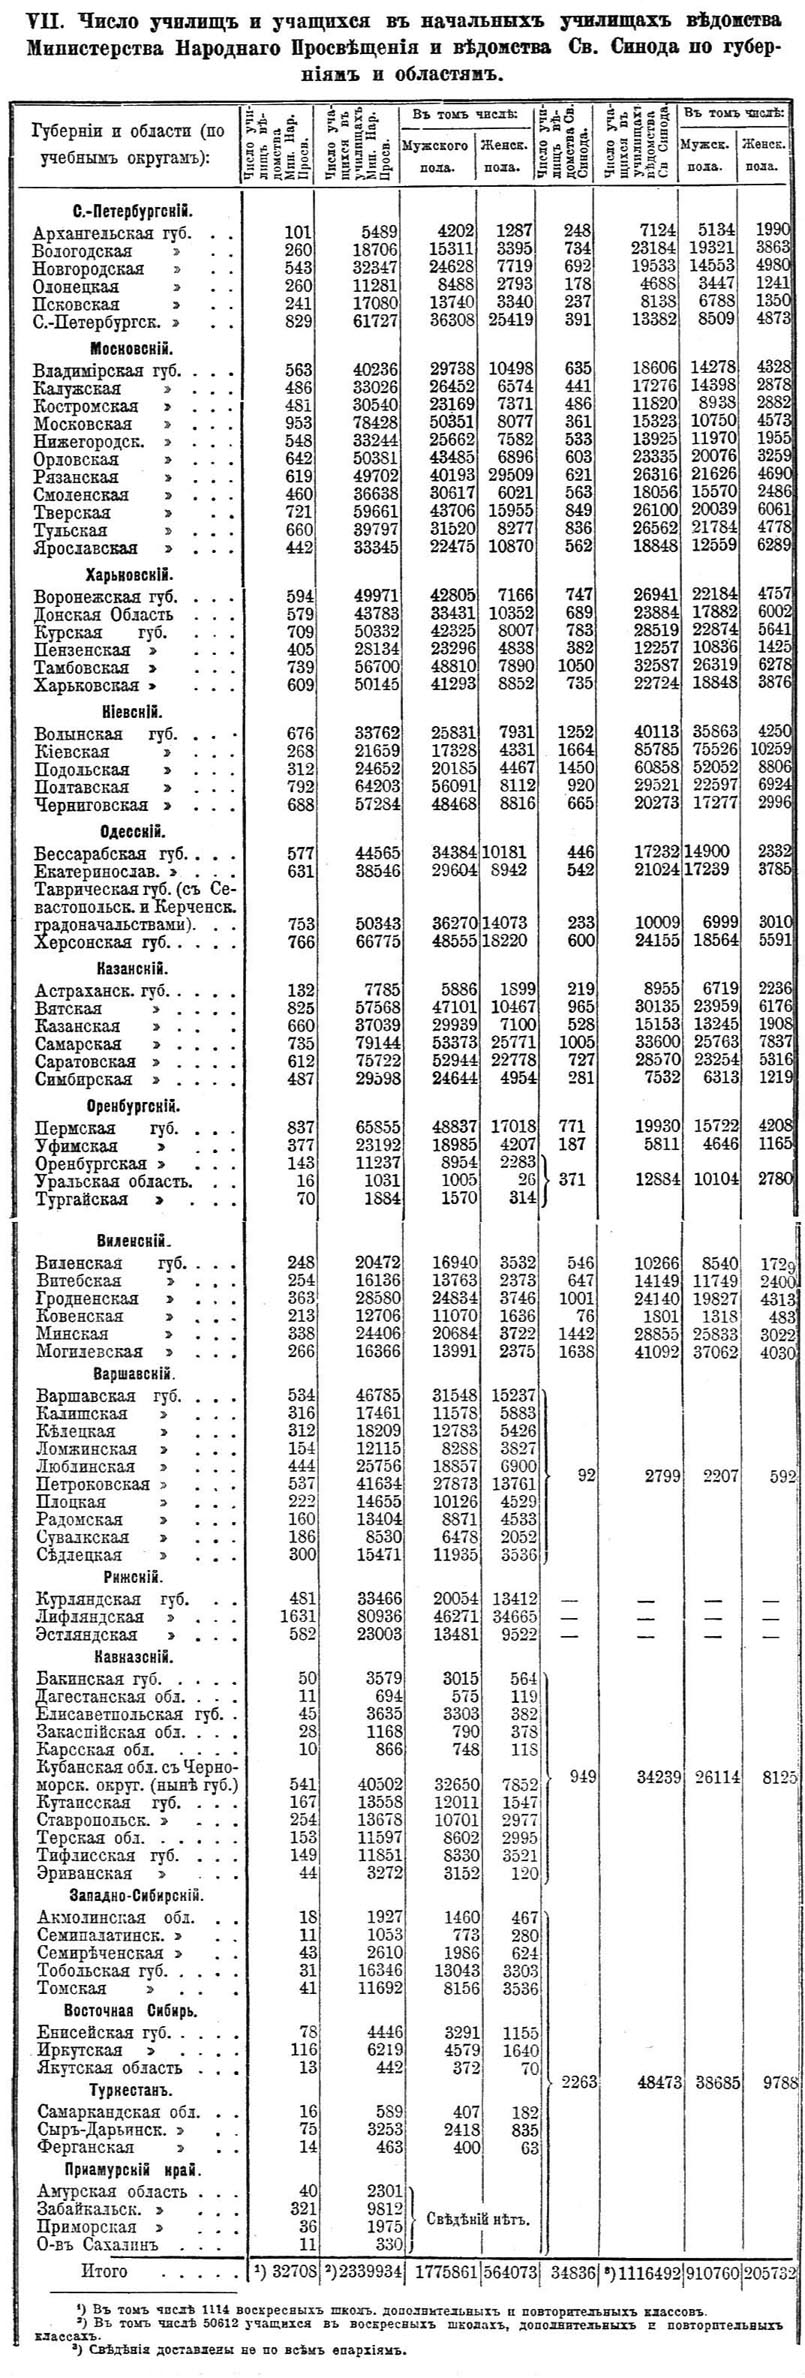 VII. Число училищъ и учащихся въ начальныхъ училищахъ вѣдомства
Министерства Народнаго Просвѣщенія и вѣдомства Св. Синода по губер-
ніямъ и областямъ.
Губерніи и области (по учебнымъ округамъ):
Число училищъ вѣдомства Мин. Нар. Просв.
Число учащихся въ училищахъ Мин. Нар. Просв.
Въ томъ числѣ:
Мужского пола.
Женск. пола.
Число училищъ вѣдомства Св. Синода.
Число учащихся въ училищахъ вѣдомства Св Синода.
Въ томъ числѣ:
Мужск. пола.
Женск. пола.
С.-Петербургскій.
Архангельская губ. . . 101 5489 4202 1287 248 7124 5134 1990
Вологодская » . . 260 18706 15311 3395 734 23184 19321 3863
Новгородская » . . 543 32347 24628 7719 692 19533 14553 4980
Олонецкая » . . 260 11281 8488 2793 178 4688 3447 1241
Псковская » . . 241 17080 13740 3340 237 8138 6788 1350
С.-Петербургск. » . . 829 61727 36308 25419 391 13382 8509 4873
Московскій.
Владимірская губ. . . . 563 40236 29738 10498 635 18606 14278 4328
Калужская » . . . 486 33026 26452 6574 441 17276 14398 2878
Костромская » . . . 481 30540 23169 7371 486 11820 8938 2882
Московская » . . . 953 78428 50351 8077 361 15323 10750 4573
Нижегородск. » . . . 548 33244 25662 7582 533 13925 11970 1955
Орловская » . . . 642 50381 43485 6896 603 23335 20076 3259
Рязанская » . . . 619 49702 40193 29509 621 26316 21626 4690
Смоленская » . . . 460 36638 30617 6021 563 18056 15570 2486
Тверская » . . 721 59661 43706 15955 849 26100 20039 6061
Тульская » . . . 660 39797 31520 8277 836 26562 21784 4778
Ярославская » . . . 442 33345 22475 10870 562 18848 12559 6289
Харьковскій.
Воронежская губ. . . . 594 49971 42805 7166 747 26941 22184 4757
Донская Область . . . 579 43783 33431 10352 689 23884 17882 6002
Курская губ. . . . 709 50332 42325 8007 783 28519 22874 5641
Пензенская » . . . 405 28134 23296 4838 382 12257 10836 1425
Тамбовская » . . . 739 56700 48810 7890 1050 32587 26319 6278
Харьковская » . . . 609 50145 41293 8852 735 22724 18848 3876
Кіевскій.
Волынская губ. . . . 676 33762 25831 7931 1252 40113 35863 4250
Кіевская » . . . 268 21659 17328 4331 1664 85785 75526 10259
Подольская » . . . 312 24652 20185 4467 1450 60858 52052 8806
Полтавская » . . . 792 64203 56091 8112 920 29521 22597 6924
Черниговская » . . . 688 57284 48468 8816 665 20273 17277 2996
Одесскій.
Бессарабская губ. . . . 577 44565 34384 10181 446 17232 14900 2332
Екатеринослав. » . . . 631 38546 29604 8942 542 21024 17239 3785
Таврическая губ. (съ Се-
вастопольск. и Керченск.
градоначальствами). . . 753 50343 36270 14073 233 10009 6999 3010
Херсонская губ. . . . . 766 66775 48555 18220 600 24155 18564 5591
Казанскій.
Астраханск. губ. . . . . 132 7785 5886 1899 219 8955 6719 2236
Вятская » . . . . 825 57568 47101 10467 965 30135 23959 6176
Казанская » . . . 660 37039 29939 7100 528 15153 13245 1908
Самарская » . . . . 735 79144 53373 25771 1005 33600 25763 7837
Саратовская » . . . . 612 75722 52944 22778 727 28570 23254 5316
Симбирская » . . . . 487 29598 24644 4954 281 7532 6313 1219
Оренбургскій.
Пермская губ. . . . 837 65855 48837 17018 771 19930 15722 4208
Уфимская » . . . 377 23192 18985 4207 187 5811 4646 1165
Оренбургская » . . . 143 11237 8954 2283
Уральская область. . . 16 1031 1005 26 371 12884 10104 2780
Тургайская » . . . 70 1884 1570 314
Виленскій.
Виленская губ. . . . 248 20472 16940 3532 546 10266 8540 1729
Витебская » . . . 254 16136 13763 2373 647 14149 11749 2400
Гродненская » . . . 363 28580 24834 3746 1001 24140 19827 4313
Ковенская » . . . 213 12706 11070 1636 76 1801 1318 483
Минская » . . . 338 24406 20684 3722 1442 28855 25833 3022
Могилевская » . . . 266 16366 13991 2375 1638 41092 37062 4030
Варшавскій.
Варшавская губ. . . . 534 46785 31548 15237
Калишская » . . . 316 17461 11578 5883
Кѣлецкая » . . . 312 18209 12783 5426
Ломжинская » . . . 154 12115 8288 3827
Люблинская » . . . 444 25756 18857 6900
Петроковская » . . . 537 41634 27873 13761 92 2799 2207 592
Плоцкая » . . . 222 14655 10126 4529
Радомская » . . . 160 13404 8871 4533
Сувалкская » . . . 186 8530 6478 2052
Сѣдлецкая » . . . 300 15471 11935 3536
Рижскій.
Курляндская губ. . . 481 33466 20054 13412 — — — —
Лифляндская » . . . 1631 80936 46271 34665 — — — —
Эстляндская » . . . 582 23003 13481 9522 — — — —
Кавказскій.
Бакинская губ. . . . . 50 3579 3015 564
Дагестанская обл. . . . 11 694 575 119
Елисаветпольская губ. . 45 3635 3303 382
Закаспійская обл. . . . 28 1168 790 378
Карсская обл. . . . . 10 866 748 118
Кубанская обл. съ Черно-
морск. округ. (нынѣ губ.) 541 40502 32650 7852 949 34239 26114 8125
Кутаисская губ. . . . 167 13558 12011 1547
Ставропольск. » . . . 254 13678 10701 2977
Терская обл. . . . . . 153 11597 8602 2995
Тифлисская губ. . . . 149 11851 8330 3521
Эриванская » . . . 44 3272 3152 120
Западно-Сибирскій.
Акмолинская обл. . . 18 1927 1460 467
Семипалатинск. » . . 11 1053 773 280
Семирѣченская » . . 43 2610 1986 624
Тобольская губ. . . . . 31 16346 13043 3303
Томская » . . . 41 11692 8156 3536
Восточная Сибирь.
Енисейская губ. . . . . 78 4446 3291 1155
Иркутская » . . . . 116 6219 4579 1640
Якутская область . . . 13 442 372 70
2263 48473 38685 9788
Туркестанъ.
Самаркандская обл. . . 16 589 407 182
Сыръ-Дарьинск. » . . 75 3253 2418 835
Ферганская » . . 14 463 400 63
Приамурскій край.
Амурская область . . . 40 2301
Забайкальск. » . . . 321 9812 Свѣдѣній нѣтъ.
Приморская » . . . 36 1975
О-въ Сахалинъ . . . 11 330
Итого . . . . . ¹) 32708 ²) 2339934 1775861 564073 34836 ³) 1116492 910760 205732
¹) Въ томъ числѣ 1114 воскресныхъ школъ, дополнительныхъ и повторительныхъ классовъ.
²) Въ томъ числѣ 50612 учащихся въ воскресныхъ школахъ, дополнительныхъ и повторительныхъ
классахъ.
³) Свѣдѣнія доставлены не по всѣмъ епархіямъ.